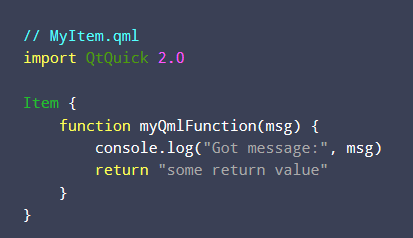 // MyItem.qml
import QtQuick 2.0

Item {
    function myQmlFunction(msg) {
        console.log("Got message:", msg)
        return "some return value"
    }
}